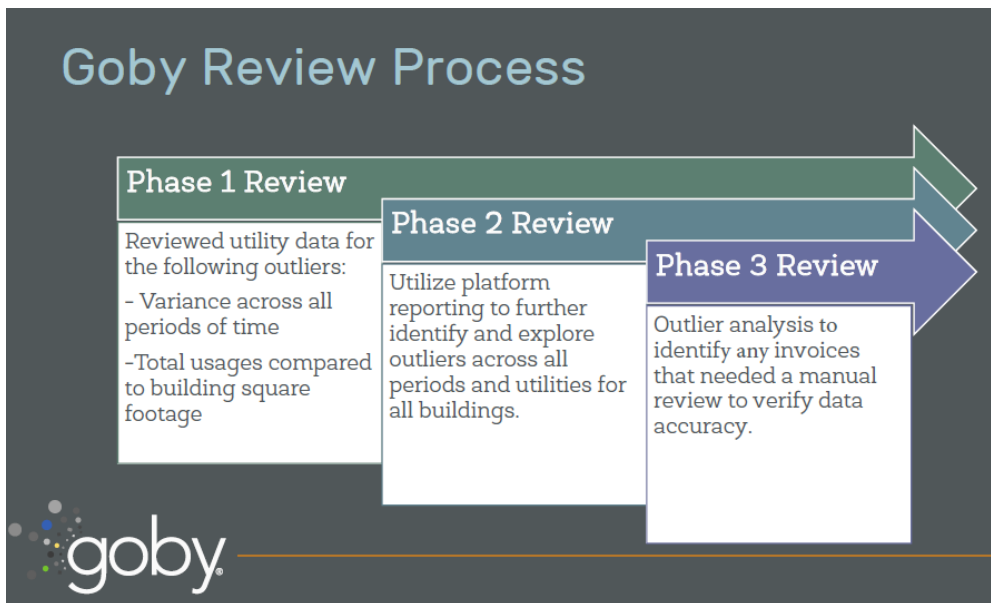 Goby Review Process
Phase 1 Review
Reviewed utility data for
the following outliers:
- Variance across all
periods of time
-Total usages compared
to building square
footage
Phase 2 Review
Utilize platform
reporting to further
identify and explore
outliers across all
periods and utilities for
all buildings.
Phase 3 Review
Outlier analysis to
identify any invoices
that needed a manual
review to verify data
accuracy.
goby®